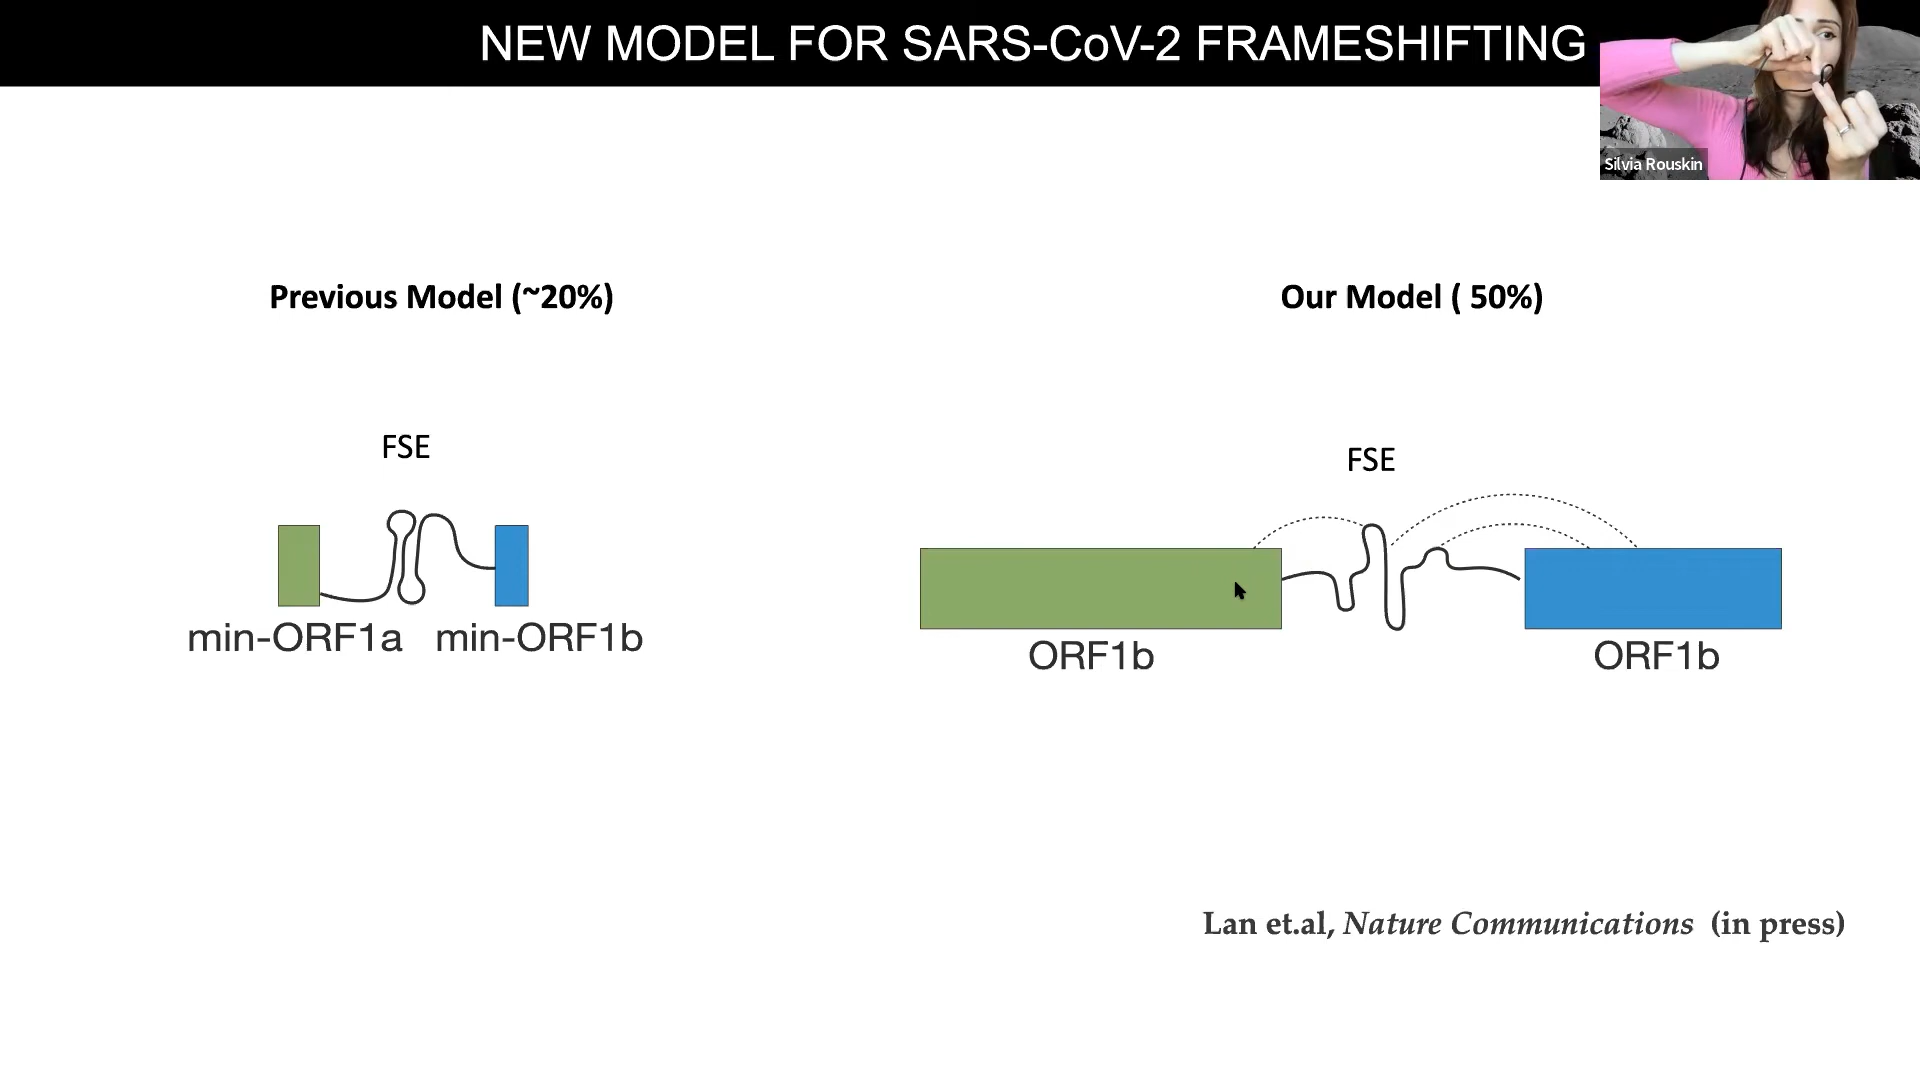 NEW MODEL FOR SARS-CoV-2 FRAMESHIFTING
Silvia Rouskin
Previous Model (~20%)
Our Model ( 50%)
FSE
FSE
min-ORF1a
min-ORF1b
ORF1b
ORF1b
Lan et.al, Nature Communications (in press)